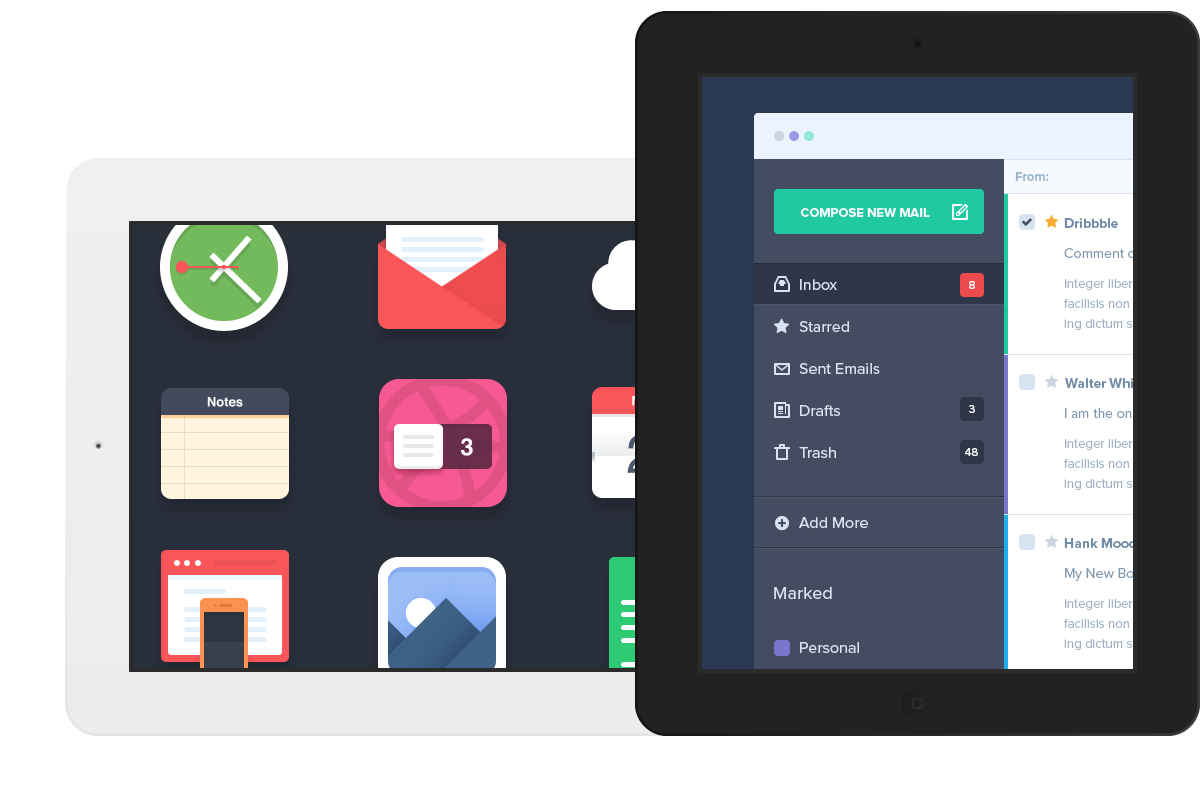 Notes
3
From:
COMPOSE NEW MAIL
Inbox
8
Starred
Sent Emails
Drafts
3
Trash
48
Add More
Marked
Personal
Dribbble
Comment
Integer liber
facilisis non
ing dictum s
Walter Whi
I am the on
Integer liber
facilisis non
ing dictum s
Hank Mood
My New Bo
Integer liber
facilisis non
ing dictum s